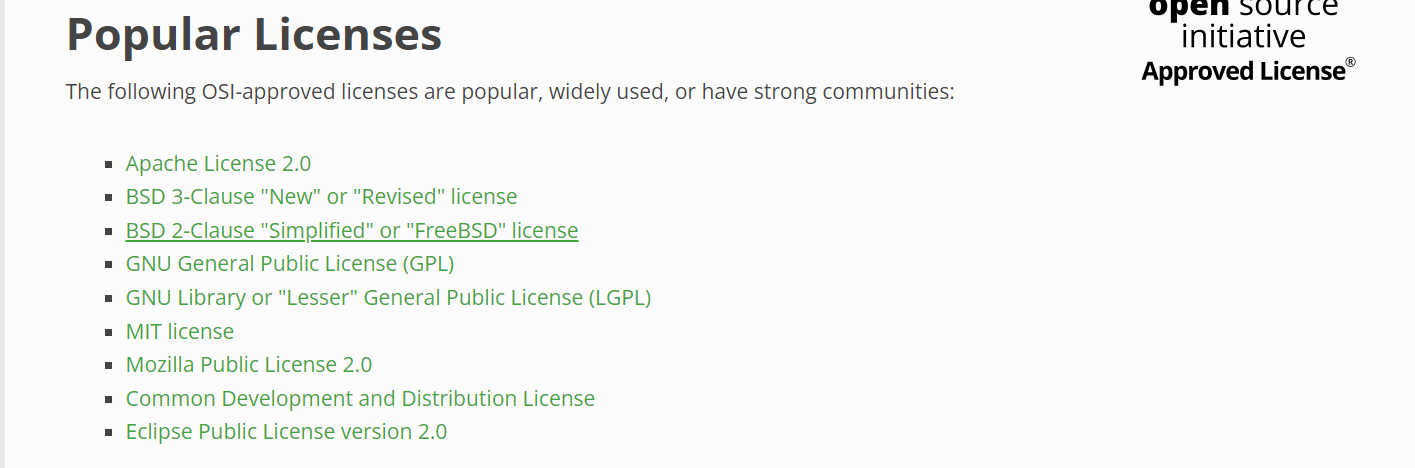 Popular Licenses
open source
initiative
Approved License®
The following OSI-approved licenses are popular, widely used, or have strong communities:
Apache License 2.0
BSD 3-Clause "New" or "Revised" license
BSD 2-Clause "Simplified" or "FreeBSD" license
GNU General Public License (GPL)
GNU Library or "Lesser" General Public License (LGPL)
MIT license
Mozilla Public License 2.0
Common Development and Distribution License
Eclipse Public License version 2.0